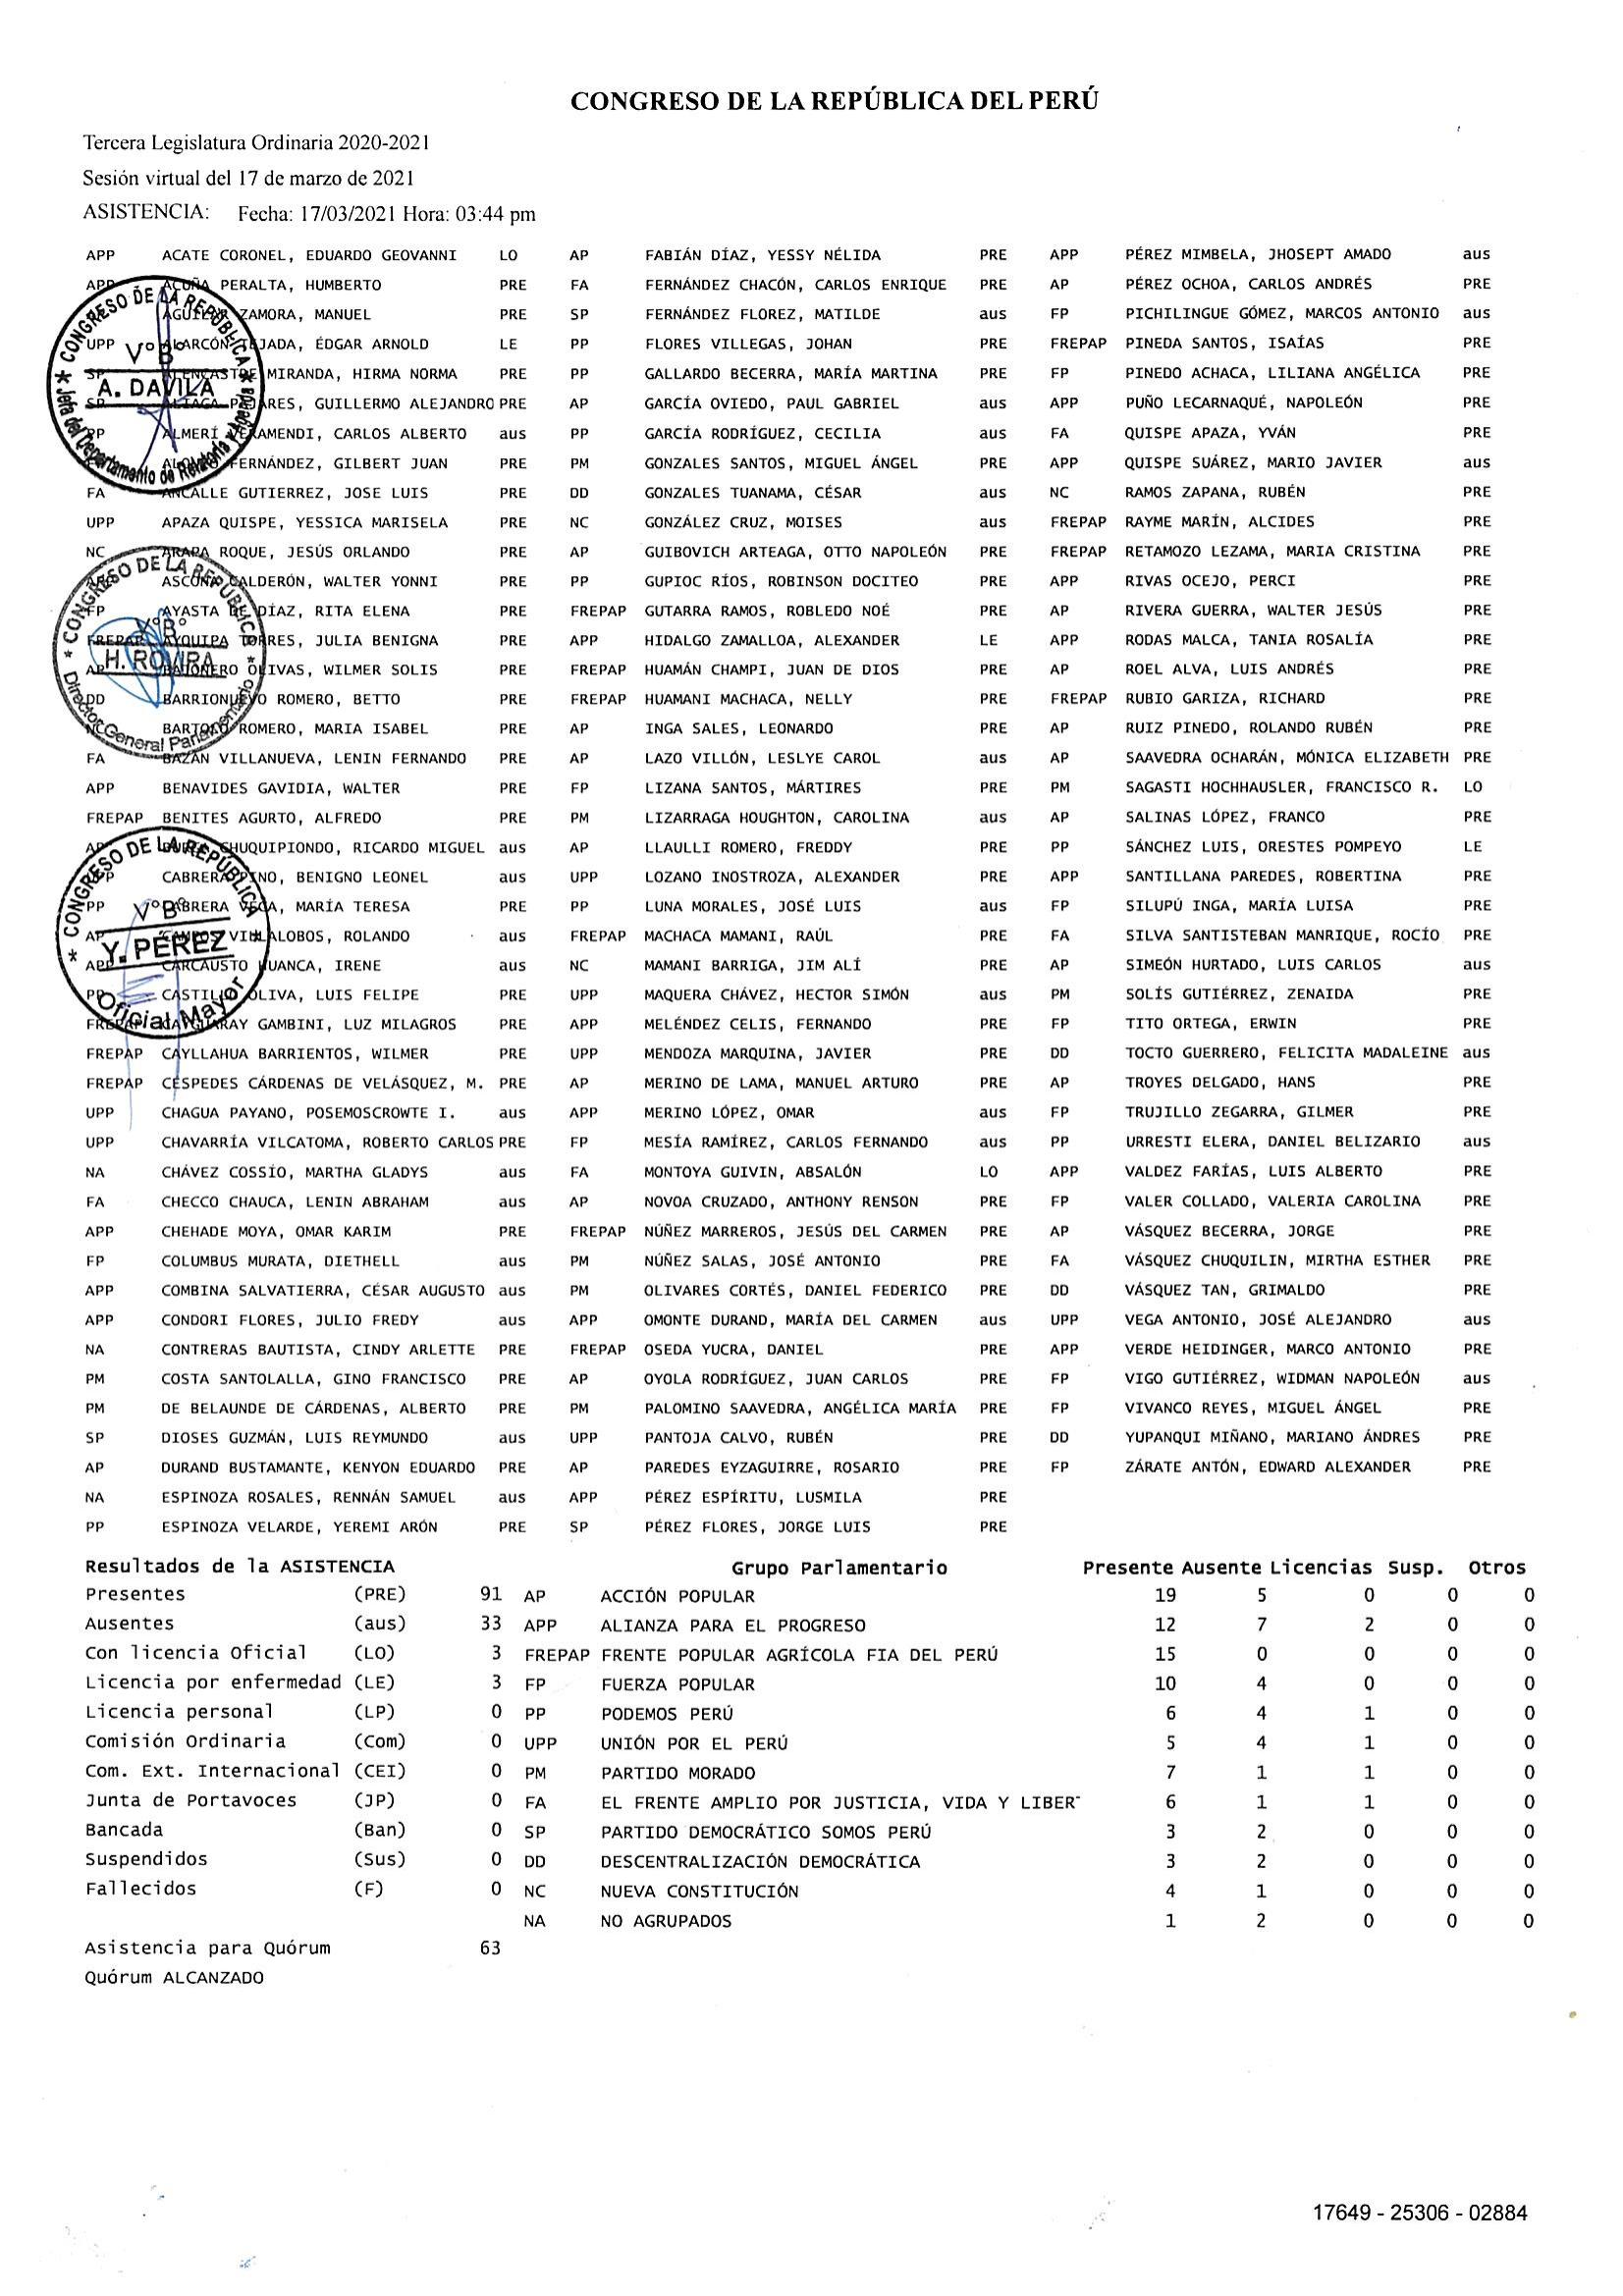 CONGRESO DE LA REPÚBLICA DEL PERÚ
Tercera Legislatura Ordinaria 2020-2021
Sesión virtual del 17 de marzo de 2021
ASISTENCIA: Fecha: 17/03/2021 Hora: 03:44 pm
APP ACATE CORONEL, EDUARDO GEOVANNI LO AP FABIÁN DÍAZ, YESSY NÉLIDA PRE APP PÉREZ MIMBELA, JHOSEPT AMADO aus
APP ACUÑA PERALTA, HUMBERTO PRE FA FERNÁNDEZ CHACÓN, CARLOS ENRIQUE PRE AP PÉREZ OCHOA, CARLOS ANDRÉS PRE
AGUILAR ZAMORA, MANUEL PRE SP FERNÁNDEZ FLOREZ, MATILDE aus FP PICHILINGUE GÓMEZ, MARCOS ANTONIO aus
UPP ALARCÓN TEJADA, ÉDGAR ARNOLD LE PP FLORES VILLEGAS, JOHAN PRE FREPAP PINEDA SANTOS, ISAÍAS PRE
SP ALENCASTRE MIRANDA, HIRMA NORMA PRE PP GALLARDO BECERRA, MARÍA MARTINA PRE FP PINEDO ACHACA, LILIANA ANGÉLICA PRE
SP ALIAGA PAJARES, GUILLERMO ALEJANDRO PRE AP GARCÍA OVIEDO, PAUL GABRIEL aus APP PUÑO LECARNAQUÉ, NAPOLEÓN PRE
PP ALMERÍ VERAMENDI, CARLOS ALBERTO aus PP GARCÍA RODRÍGUEZ, CECILIA aus FA QUISPE APAZA, YVÁN PRE
ALONZO FERNÁNDEZ, GILBERT JUAN PRE PM GONZALES SANTOS, MIGUEL ÁNGEL PRE APP QUISPE SUÁREZ, MARIO JAVIER aus
FA ANCALLE GUTIERREZ, JOSE LUIS PRE DD GONZALES TUANAMA, CÉSAR aus NC RAMOS ZAPANA, RUBÉN PRE
UPP APAZA QUISPE, YESSICA MARISELA PRE NC GONZÁLEZ CRUZ, MOISES aus FREPAP RAYME MARÍN, ALCIDES PRE
NC ARAPA ROQUE, JESÚS ORLANDO PRE AP GUIBOVICH ARTEAGA, OTTO NAPOLEÓN PRE FREPAP RETAMOZO LEZAMA, MARIA CRISTINA PRE
ASCONA CALDERÓN, WALTER YONNI PRE PP GUPIOC RÍOS, ROBINSON DOCITEO PRE APP RIVAS OCEJO, PERCI PRE
FP AYASTA DE DÍAZ, RITA ELENA PRE FREPAP GUTARRA RAMOS, ROBLEDO NOÉ PRE AP RIVERA GUERRA, WALTER JESÚS PRE
FREPAP AYQUIPA TORRES, JULIA BENIGNA PRE APP HIDALGO ZAMALLOA, ALEXANDER LE APP RODAS MALCA, TANIA ROSALÍA PRE
AP BAJONERO OLIVAS, WILMER SOLIS PRE FREPAP HUAMÁN CHAMPI, JUAN DE DIOS PRE AP ROEL ALVA, LUIS ANDRÉS PRE
DD BARRIONUEVO ROMERO, BETTO PRE FREPAP HUAMANI MACHACA, NELLY PRE FREPAP RUBIO GARIZA, RICHARD PRE
NC BARTOLO ROMERO, MARIA ISABEL PRE AP INGA SALES, LEONARDO PRE AP RUIZ PINEDO, ROLANDO RUBÉN PRE
FA BAZÁN VILLANUEVA, LENIN FERNANDO PRE AP LAZO VILLÓN, LESLYE CAROL aus AP SAAVEDRA OCHARÁN, MÓNICA ELIZABETH PRE
APP BENAVIDES GAVIDIA, WALTER PRE FP LIZANA SANTOS, MÁRTIRES PRE PM SAGASTI HOCHHAUSLER, FRANCISCO R. LO
FREPAP BENITES AGURTO, ALFREDO PRE PM LIZARRAGA HOUGHTON, CAROLINA aus AP SALINAS LÓPEZ, FRANCO PRE
BURGA CHUQUIPIONDO, RICARDO MIGUEL aus AP LLAULLI ROMERO, FREDDY PRE PP SÁNCHEZ LUIS, ORESTES POMPEYO LE
CABRERA PINO, BENIGNO LEONEL aus UPP LOZANO INOSTROZA, ALEXANDER PRE APP SANTILLANA PAREDES, ROBERTINA PRE
PP CABRERA VEGA, MARÍA TERESA PRE PP LUNA MORALES, JOSÉ LUIS aus FP SILUPÚ INGA, MARÍA LUISA PRE
AP CAMPOS VILLALOBOS, ROLANDO aus FREPAP MACHACA MAMANI, RAÚL PRE FA SILVA SANTISTEBAN MANRIQUE, ROCÍO PRE
APP CARCAUSTO HUANCA, IRENE aus NC MAMANI BARRIGA, JIM ALÍ PRE AP SIMEÓN HURTADO, LUIS CARLOS aus
PP CASTILLO OLIVA, LUIS FELIPE PRE UPP MAQUERA CHÁVEZ, HECTOR SIMÓN aus PM SOLÍS GUTIÉRREZ, ZENAIDA PRE
FREPAP CAYGUARAY GAMBINI, LUZ MILAGROS PRE APP MELÉNDEZ CELIS, FERNANDO PRE FP TITO ORTEGA, ERWIN PRE
FREPAP CAYLLAHUA BARRIENTOS, WILMER PRE UPP MENDOZA MARQUINA, JAVIER PRE DD TOCTO GUERRERO, FELICITA MADALEINE aus
FREPAP CÉSPEDES CÁRDENAS DE VELÁSQUEZ, M. PRE AP MERINO DE LAMA, MANUEL ARTURO PRE AP TROYES DELGADO, HANS PRE
UPP CHAGUA PAYANO, POSEMOSCROWTE I. aus APP MERINO LÓPEZ, OMAR aus FP TRUJILLO ZEGARRA, GILMER PRE
UPP CHAVARRÍA VILCATOMA, ROBERTO CARLOS PRE FP MESÍA RAMÍREZ, CARLOS FERNANDO aus PP URRESTI ELERA, DANIEL BELIZARIO aus
NA CHÁVEZ COSSÍO, MARTHA GLADYS aus FA MONTOYA GUIVIN, ABSALÓN LO APP VALDEZ FARÍAS, LUIS ALBERTO PRE
FA CHECCO CHAUCA, LENIN ABRAHAM aus AP NOVOA CRUZADO, ANTHONY RENSON PRE FP VALER COLLADO, VALERIA CAROLINA PRE
APP CHEHADE MOYA, OMAR KARIM PRE FREPAP NÚÑEZ MARREROS, JESÚS DEL CARMEN PRE AP VÁSQUEZ BECERRA, JORGE PRE
FP COLUMBUS MURATA, DIETHELL aus PM NÚÑEZ SALAS, JOSÉ ANTONIO PRE FA VÁSQUEZ CHUQUILIN, MIRTHA ESTHER PRE
APP COMBINA SALVATIERRA, CÉSAR AUGUSTO aus PM OLIVARES CORTÉS, DANIEL FEDERICO PRE DD VÁSQUEZ TAN, GRIMALDO PRE
APP CONDORI FLORES, JULIO FREDY aus APP OMONTE DURAND, MARÍA DEL CARMEN aus UPP VEGA ANTONIO, JOSÉ ALEJANDRO aus
NA CONTRERAS BAUTISTA, CINDY ARLETTE PRE FREPAP OSEDA YUCRA, DANIEL PRE APP VERDE HEIDINGER, MARCO ANTONIO PRE
PM COSTA SANTOLALLA, GINO FRANCISCO PRE AP OYOLA RODRÍGUEZ, JUAN CARLOS PRE FP VIGO GUTIÉRREZ, WIDMAN NAPOLEÓN aus
PM DE BELAUNDE DE CÁRDENAS, ALBERTO PRE PM PALOMINO SAAVEDRA, ANGÉLICA MARÍA PRE FP VIVANCO REYES, MIGUEL ÁNGEL PRE
SP DIOSES GUZMÁN, LUIS REYMUNDO aus UPP PANTOJA CALVO, RUBÉN PRE DD YUPANQUI MIÑANO, MARIANO ÁNDRES PRE
AP DURAND BUSTAMANTE, KENYON EDUARDO PRE AP PAREDES EYZAGUIRRE, ROSARIO PRE FP ZÁRATE ANTÓN, EDWARD ALEXANDER PRE
NA ESPINOZA ROSALES, RENNÁN SAMUEL aus APP PÉREZ ESPÍRITU, LUSMILA PRE
PP ESPINOZA VELARDE, YEREMI ARÓN PRE SP PÉREZ FLORES, JORGE LUIS PRE
* CONGRESO DE LA REPÚBLICA *
V°B°
A. DAVILA
Jefa del Departamento de Relatoría y Agenda
* CONGRESO DE LA REPÚBLICA *
V°B°
H. ROVIRA
Director General Parlamentario
* CONGRESO DE LA REPÚBLICA *
V°B°
Y. PÉREZ
Oficial Mayor
Resultados de la ASISTENCIA Grupo Parlamentario Presente Ausente Licencias Susp. Otros
Presentes (PRE) 91 AP ACCIÓN POPULAR 19 5 0 0 0
Ausentes (aus) 33 APP ALIANZA PARA EL PROGRESO 12 7 2 0 0
Con licencia Oficial (LO) 3 FREPAP FRENTE POPULAR AGRÍCOLA FIA DEL PERÚ 15 0 0 0 0
Licencia por enfermedad (LE) 3 FP FUERZA POPULAR 10 4 0 0 0
Licencia personal (LP) 0 PP PODEMOS PERÚ 6 4 1 0 0
Comisión Ordinaria (Com) 0 UPP UNIÓN POR EL PERÚ 5 4 1 0 0
Com. Ext. Internacional (CEI) 0 PM PARTIDO MORADO 7 1 1 0 0
Junta de Portavoces (JP) 0 FA EL FRENTE AMPLIO POR JUSTICIA, VIDA Y LIBER 6 1 1 0 0
Bancada (Ban) 0 SP PARTIDO DEMOCRÁTICO SOMOS PERÚ 3 2 0 0 0
Suspendidos (Sus) 0 DD DESCENTRALIZACIÓN DEMOCRÁTICA 3 2 0 0 0
Fallecidos (F) 0 NC NUEVA CONSTITUCIÓN 4 1 0 0 0
NA NO AGRUPADOS 1 2 0 0 0
Asistencia para Quórum 63
Quórum ALCANZADO
17649 - 25306 - 02884